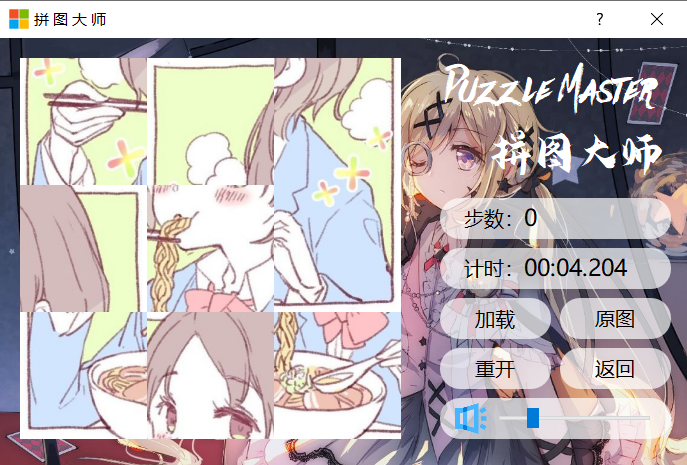 拼图大师
?
Puzzle Master
拼图大师
步数：0
计时：00:04.204
加载
原图
重开
返回